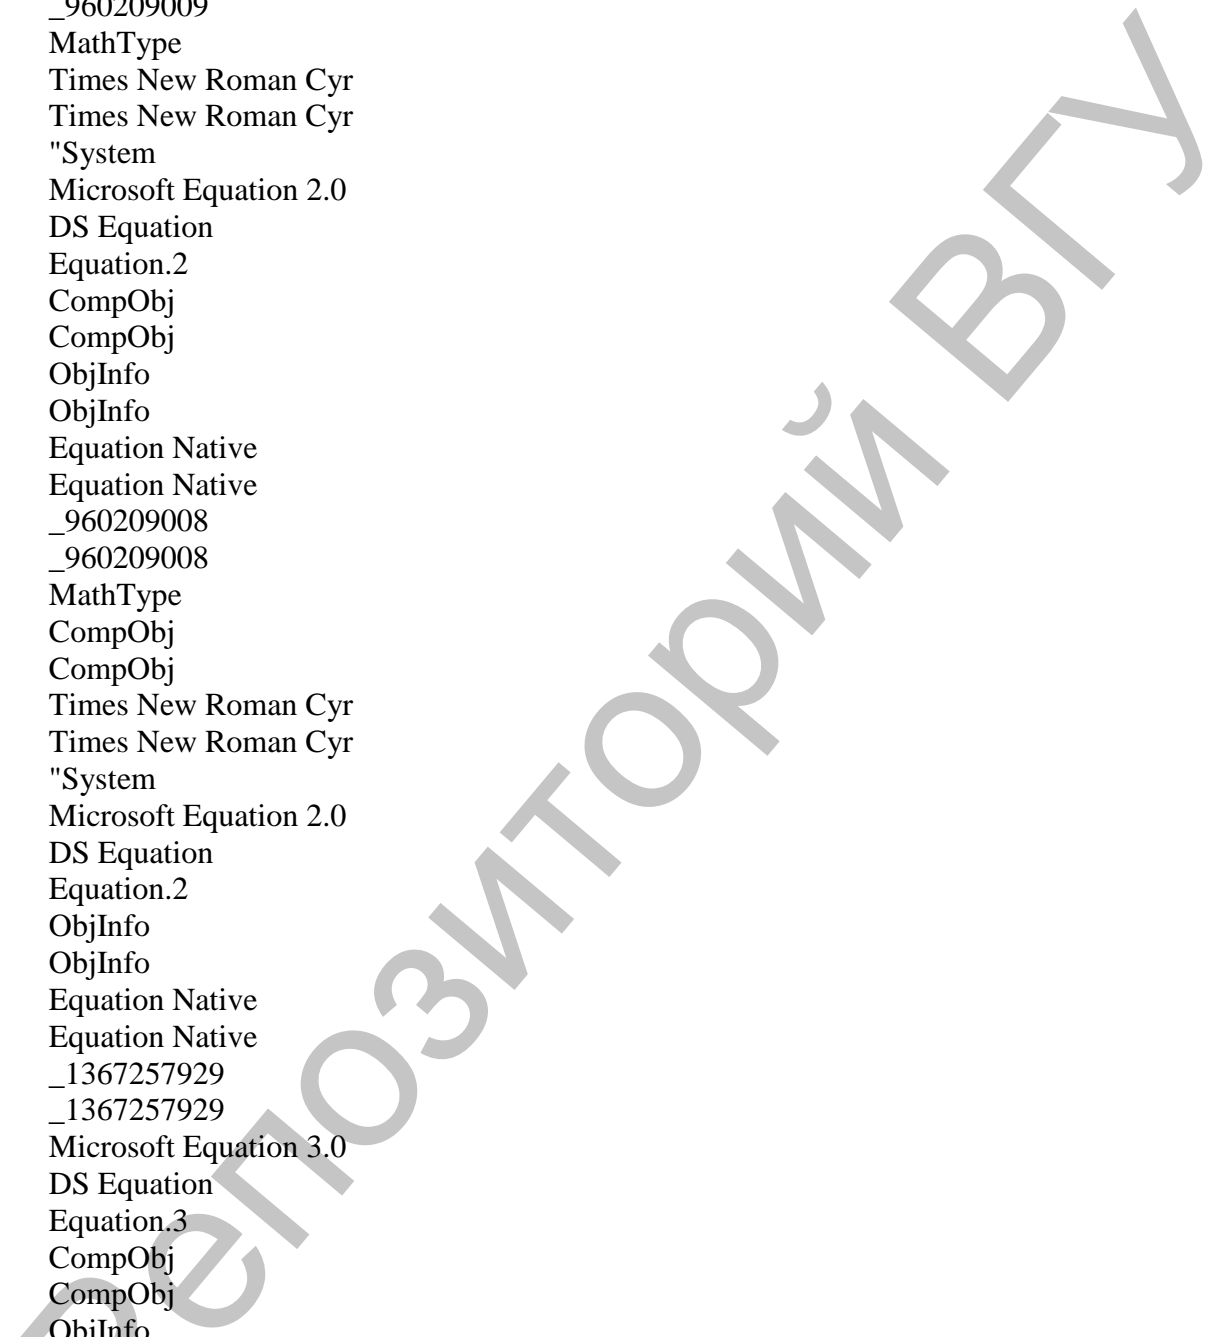 _960209009
MathType
Times New Roman Cyr
Times New Roman Cyr
"System
Microsoft Equation 2.0
DS Equation
Equation.2
CompObj
CompObj
ObjInfo
ObjInfo
Equation Native
Equation Native
_960209008
_960209008
MathType
CompObj
CompObj
Times New Roman Cyr
Times New Roman Cyr
"System
Microsoft Equation 2.0
DS Equation
Equation.2
ObjInfo
ObjInfo
Equation Native
Equation Native
_1367257929
_1367257929
Microsoft Equation 3.0
DS Equation
Equation.3
CompObj
CompObj
ObjInfo
Репозиторий ВГУ